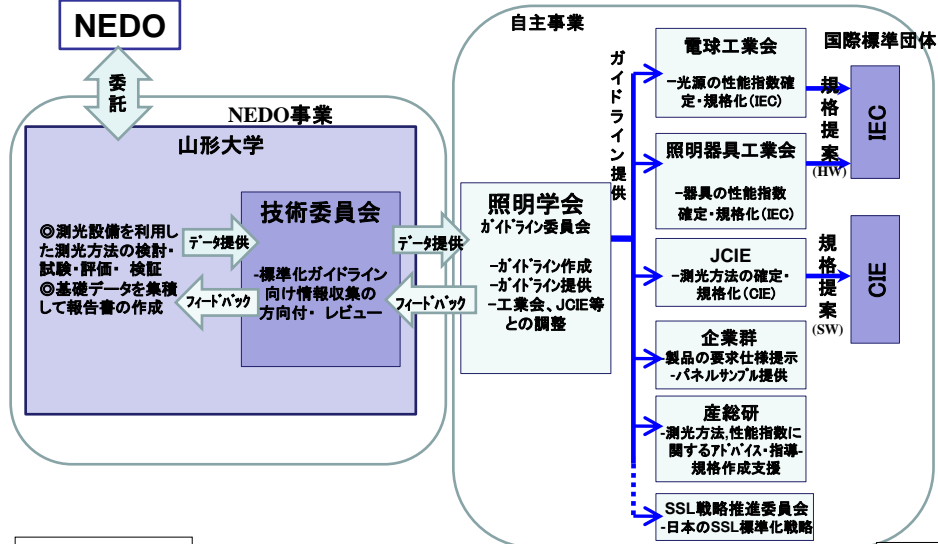 NEDO
委託
NEDO事業
山形大学
◎測光設備を利用し
た測光方法の検討・
試験・評価・ 検証
◎基礎データを集積
して報告書の作成
データ提供
フィードバック
技術委員会
-標準化ガイドライン
向け情報収集の
方向付・ レビュー
データ提供
フィードバック
自主事業
照明学会
ガイドライン委員会
-ガイドライン作成
-ガイドライン提供
-工業会、JCIE等
との調整
ガイドライン提供
電球工業会
-光源の性能指数確
定・規格化(IEC)
照明器具工業会
-器具の性能指数
確定・規格化(IEC)
JCIE
-測光方法の確定・
規格化(CIE)
企業群
-製品の要求仕様提示
-パネルサンプル提供
産総研
-測光方法,性能指数に
関するアドバイス・指導-
規格作成支援
SSL戦略推進委員会
-日本のSSL標準化戦略
国際標準団体
規格提案
(HW)
IEC
規格提案
(SW)
CIE